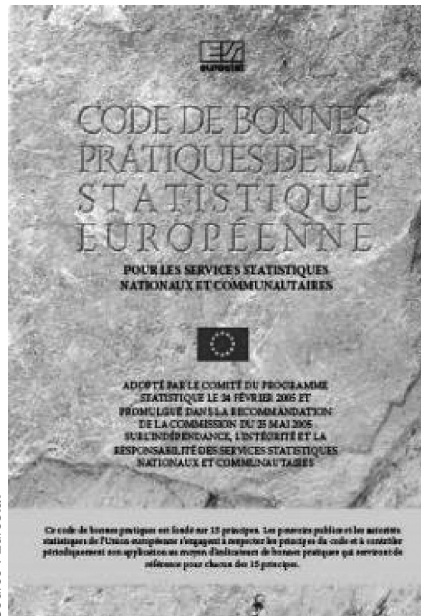 eurostat
CODE DE BONNES
PRATIQUES DE LA
STATISTIQUE
EUROPÉENNE
POUR LES SERVICES STATISTIQUES
NATIONAUX ET COMMUNAUTAIRES
ADOPTÉ PAR LE COMITÉ DU PROGRAMME
STATISTIQUE LE 24 FÉVRIER 2005 ET
PROMULGUÉ DANS LA RECOMMANDATION
DE LA COMMISSION DU 25 MAI 2005
SUR L'INDÉPENDANCE, L'INTÉGRITÉ ET LA
RESPONSABILITÉ DES SERVICES STATISTIQUES
NATIONAUX ET COMMUNAUTAIRES
Ce code de bonnes pratiques est fondé sur 15 principes. Les pouvoirs publics et les autorités
statistiques de l'Union européenne s'engagent à respecter les principes du code et à contrôler
périodiquement son application au moyen d'indicateurs de bonnes pratiques qui serviront de
référence pour chacun des 15 principes.